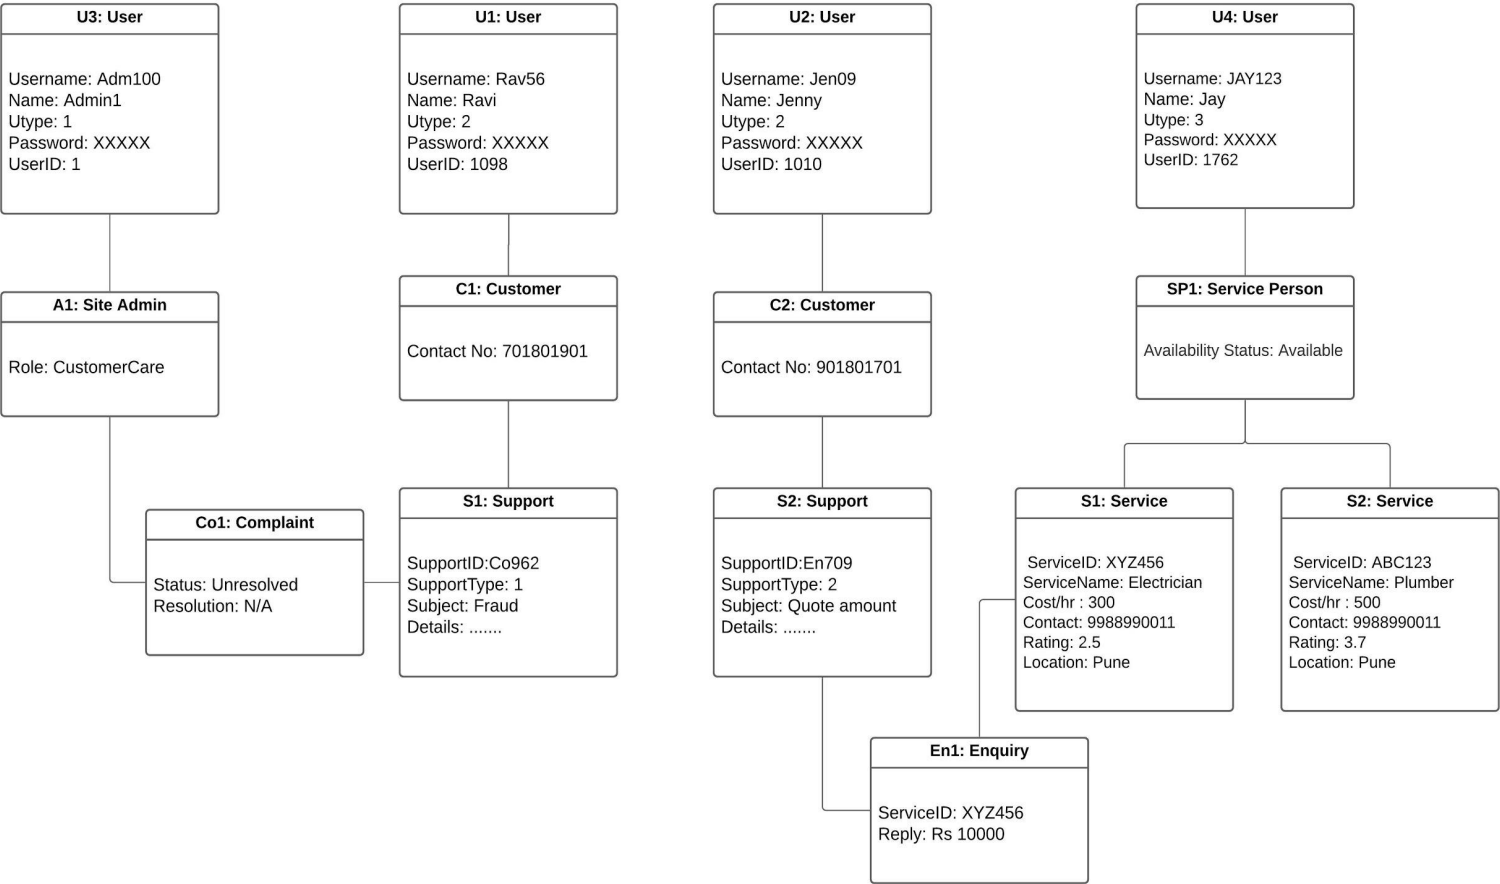 U3: User
Username: Adm100
Name: Admin1
Utype: 1
Password: XXXXX
UserID: 1
U1: User
Username: Rav56
Name: Ravi
Utype: 2
Password: XXXXX
UserID: 1098
U2: User
Username: Jen09
Name: Jenny
Utype: 2
Password: XXXXX
UserID: 1010
U4: User
Username: JAY123
Name: Jay
Utype: 3
Password: XXXXX
UserID: 1762
A1: Site Admin
Role: CustomerCare
C1: Customer
Contact No: 701801901
C2: Customer
Contact No: 901801701
SP1: Service Person
Availability Status: Available
Co1: Complaint
Status: Unresolved
Resolution: N/A
S1: Support
SupportID:Co962
SupportType: 1
Subject: Fraud
Details: .......
S2: Support
SupportID:En709
SupportType: 2
Subject: Quote amount
Details: .......
S1: Service
ServiceID: XYZ456
ServiceName: Electrician
Cost/hr : 300
Contact: 9988990011
Rating: 2.5
Location: Pune
S2: Service
ServiceID: ABC123
ServiceName: Plumber
Cost/hr : 500
Contact: 9988990011
Rating: 3.7
Location: Pune
En1: Enquiry
ServiceID: XYZ456
Reply: Rs 10000